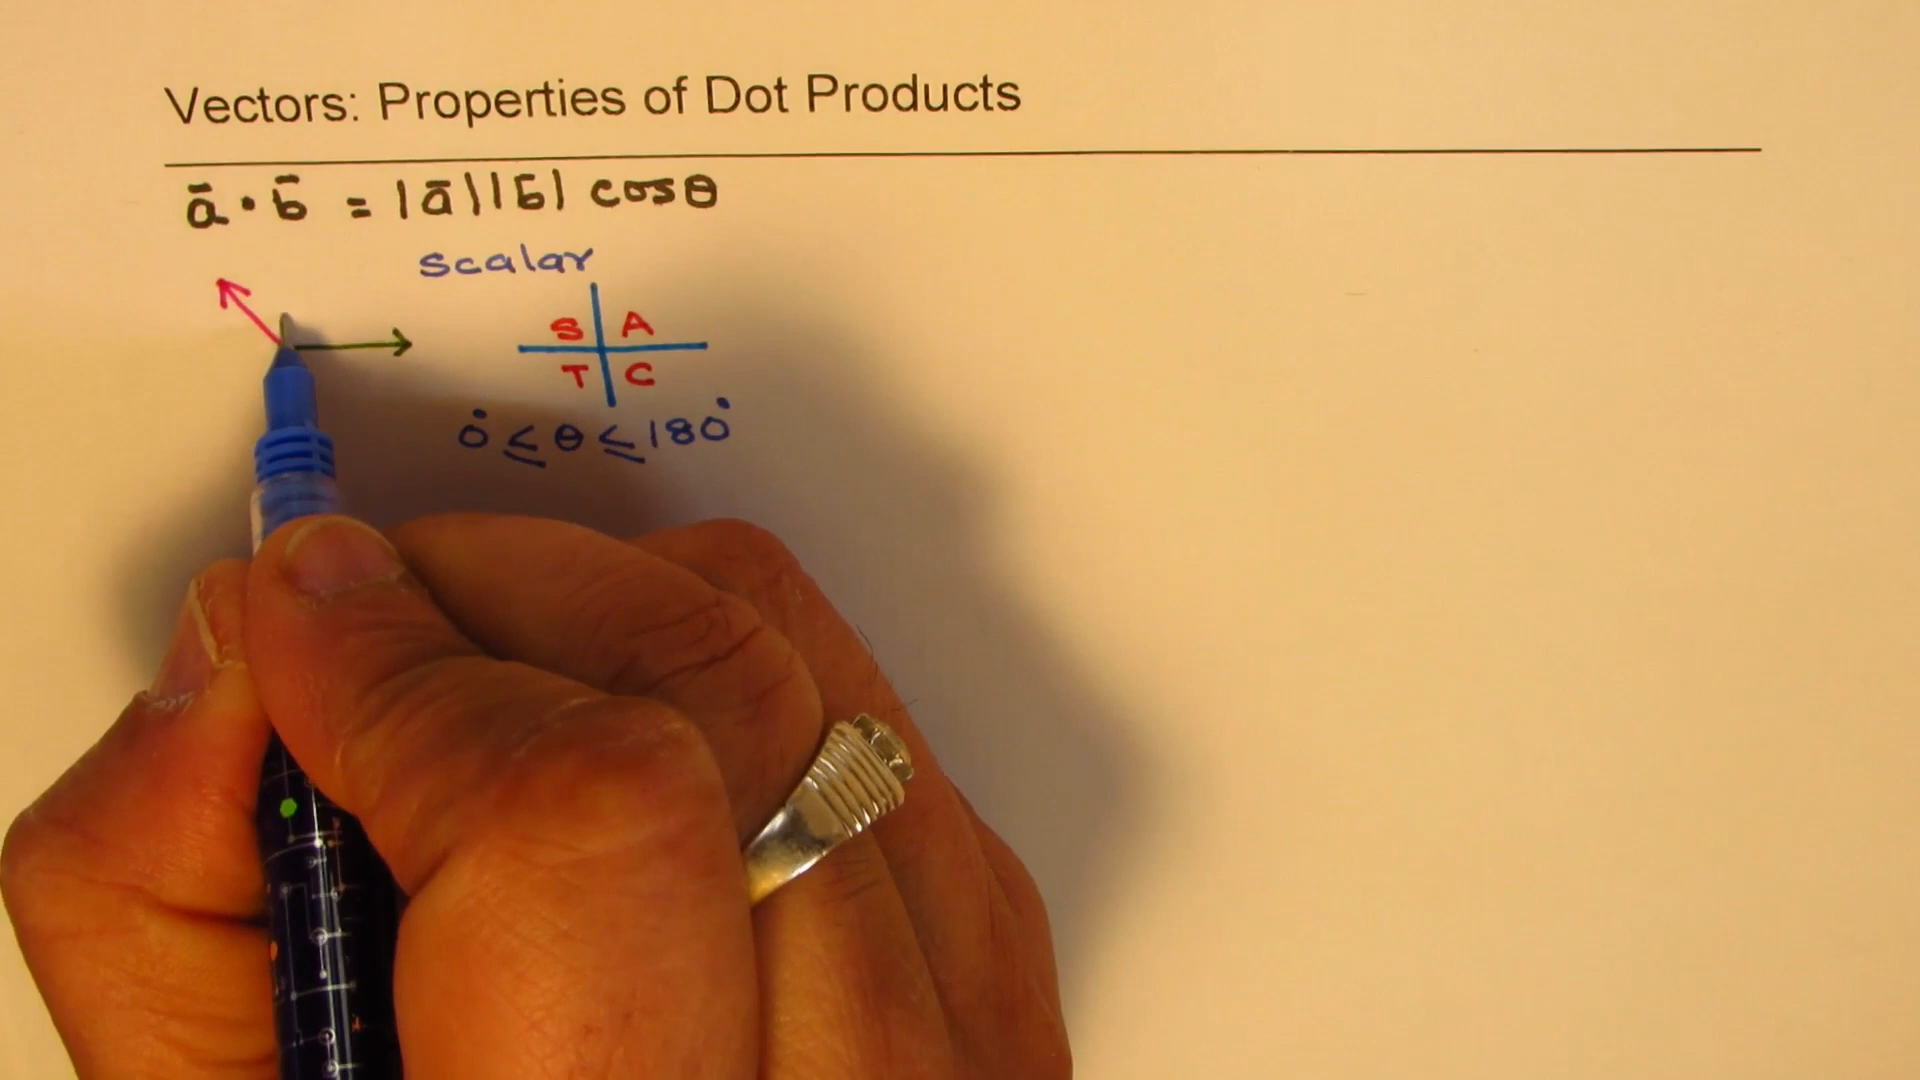 Vectors: Properties of Dot Products
a̅ · b̅ = |a̅||b̅| cosθ
Scalar
S A
T C
0° ≤ θ ≤ 180°